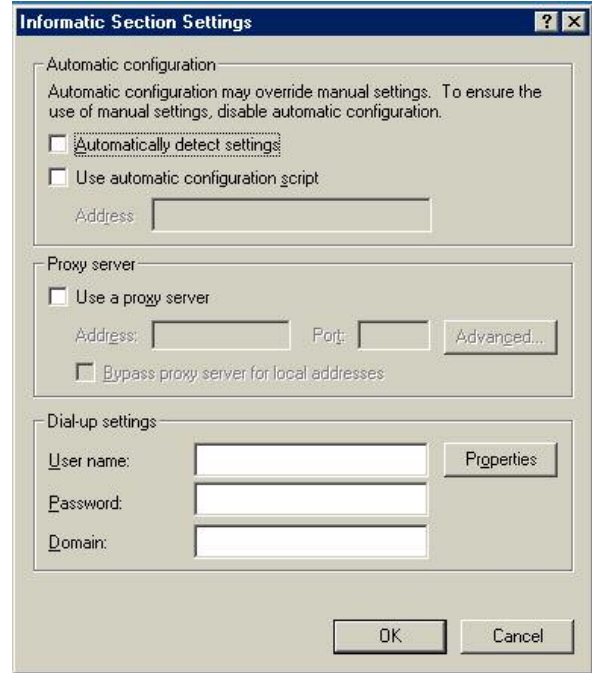 Informatic Section Settings
Automatic configuration
Automatic configuration may override manual settings. To ensure the
use of manual settings, disable automatic configuration.
Automatically detect settings
Use automatic configuration script
Address
Proxy server
Use a proxy server
Address: Port: Advanced...
Bypass proxy server for local addresses
Dial-up settings
User name: Properties
Password:
Domain:
OK Cancel